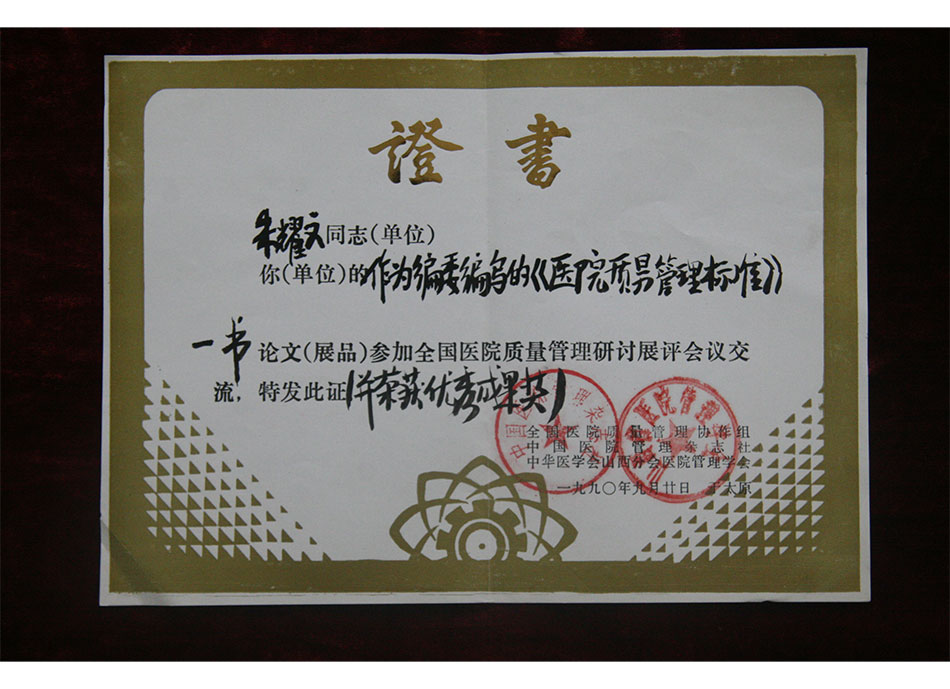 證書
朱耀文同志(单位)
你(单位)的作为编委编写的《医院质量管理标准》
一书论文(展品)参加全国医院质量管理研讨展评会议交
流，特发此证(并荣获优秀成果奖)
全国医院质量管理协作组
中国医院管理杂志社
中华医学会山西分会医院管理学会
一九九〇年九月廿日 于太原